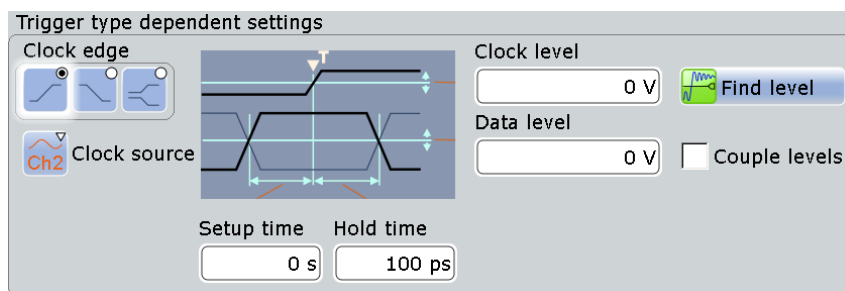 Trigger type dependent settings
Clock edge
Ch2 Clock source
T
Clock level
0 V
Find level
Data level
0 V
Couple levels
Setup time Hold time
0 s 100 ps